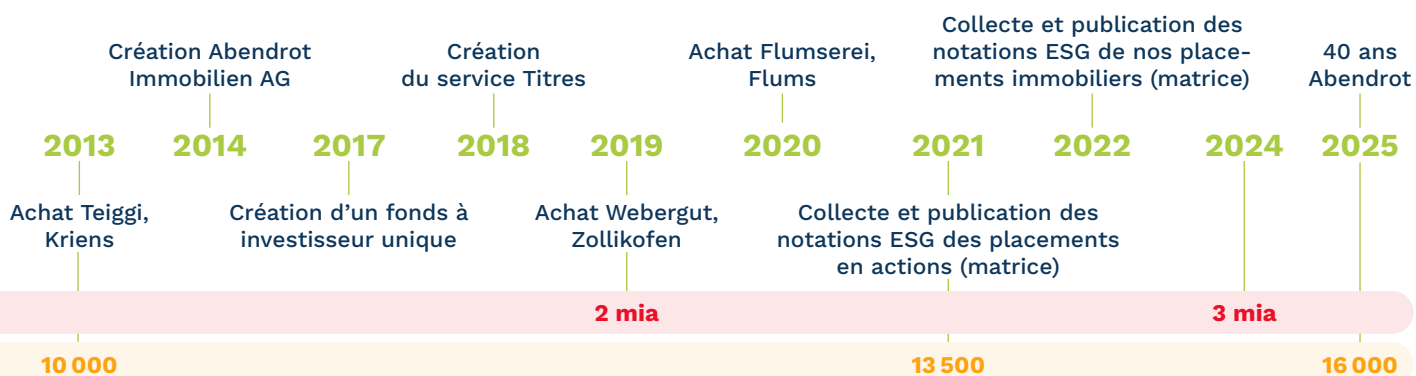 Création Abendrot
Immobilien AG
Création
du service Titres
Achat Flumserei,
Flums
Collecte et publication des
notations ESG de nos place-
ments immobiliers (matrice)
40 ans
Abendrot
2013 2014 2017 2018 2019 2020 2021 2022 2024 2025
Achat Teiggi,
Kriens
Création d’un fonds à
investisseur unique
Achat Webergut,
Zollikofen
Collecte et publication des
notations ESG des placements
en actions (matrice)
2 mia 3 mia
10 000 13 500 16 000